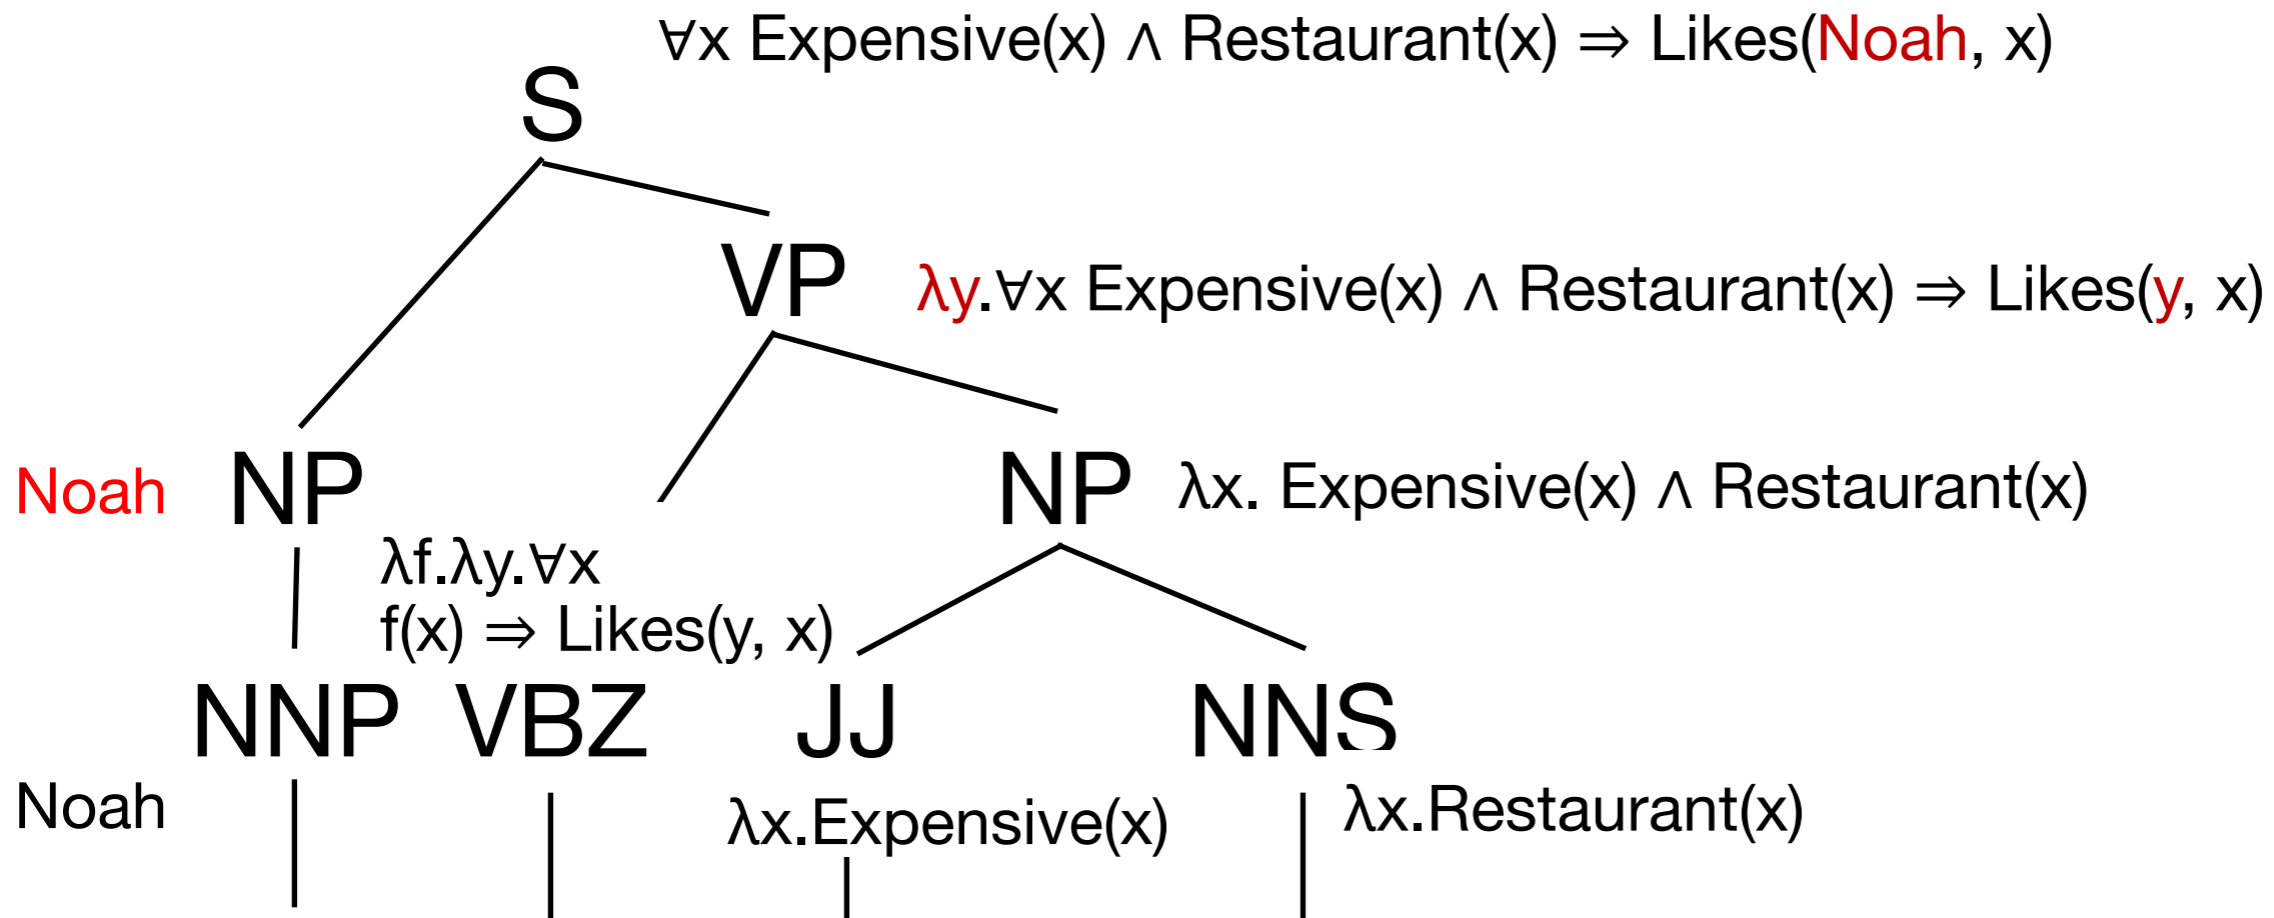 ∀x Expensive(x) ∧ Restaurant(x) ⇒ Likes(Noah, x)
S
VP λy.∀x Expensive(x) ∧ Restaurant(x) ⇒ Likes(y, x)
Noah NP NP λx. Expensive(x) ∧ Restaurant(x)
λf.λy.∀x
f(x) ⇒ Likes(y, x)
NNP VBZ JJ NNS
Noah λx.Expensive(x) λx.Restaurant(x)